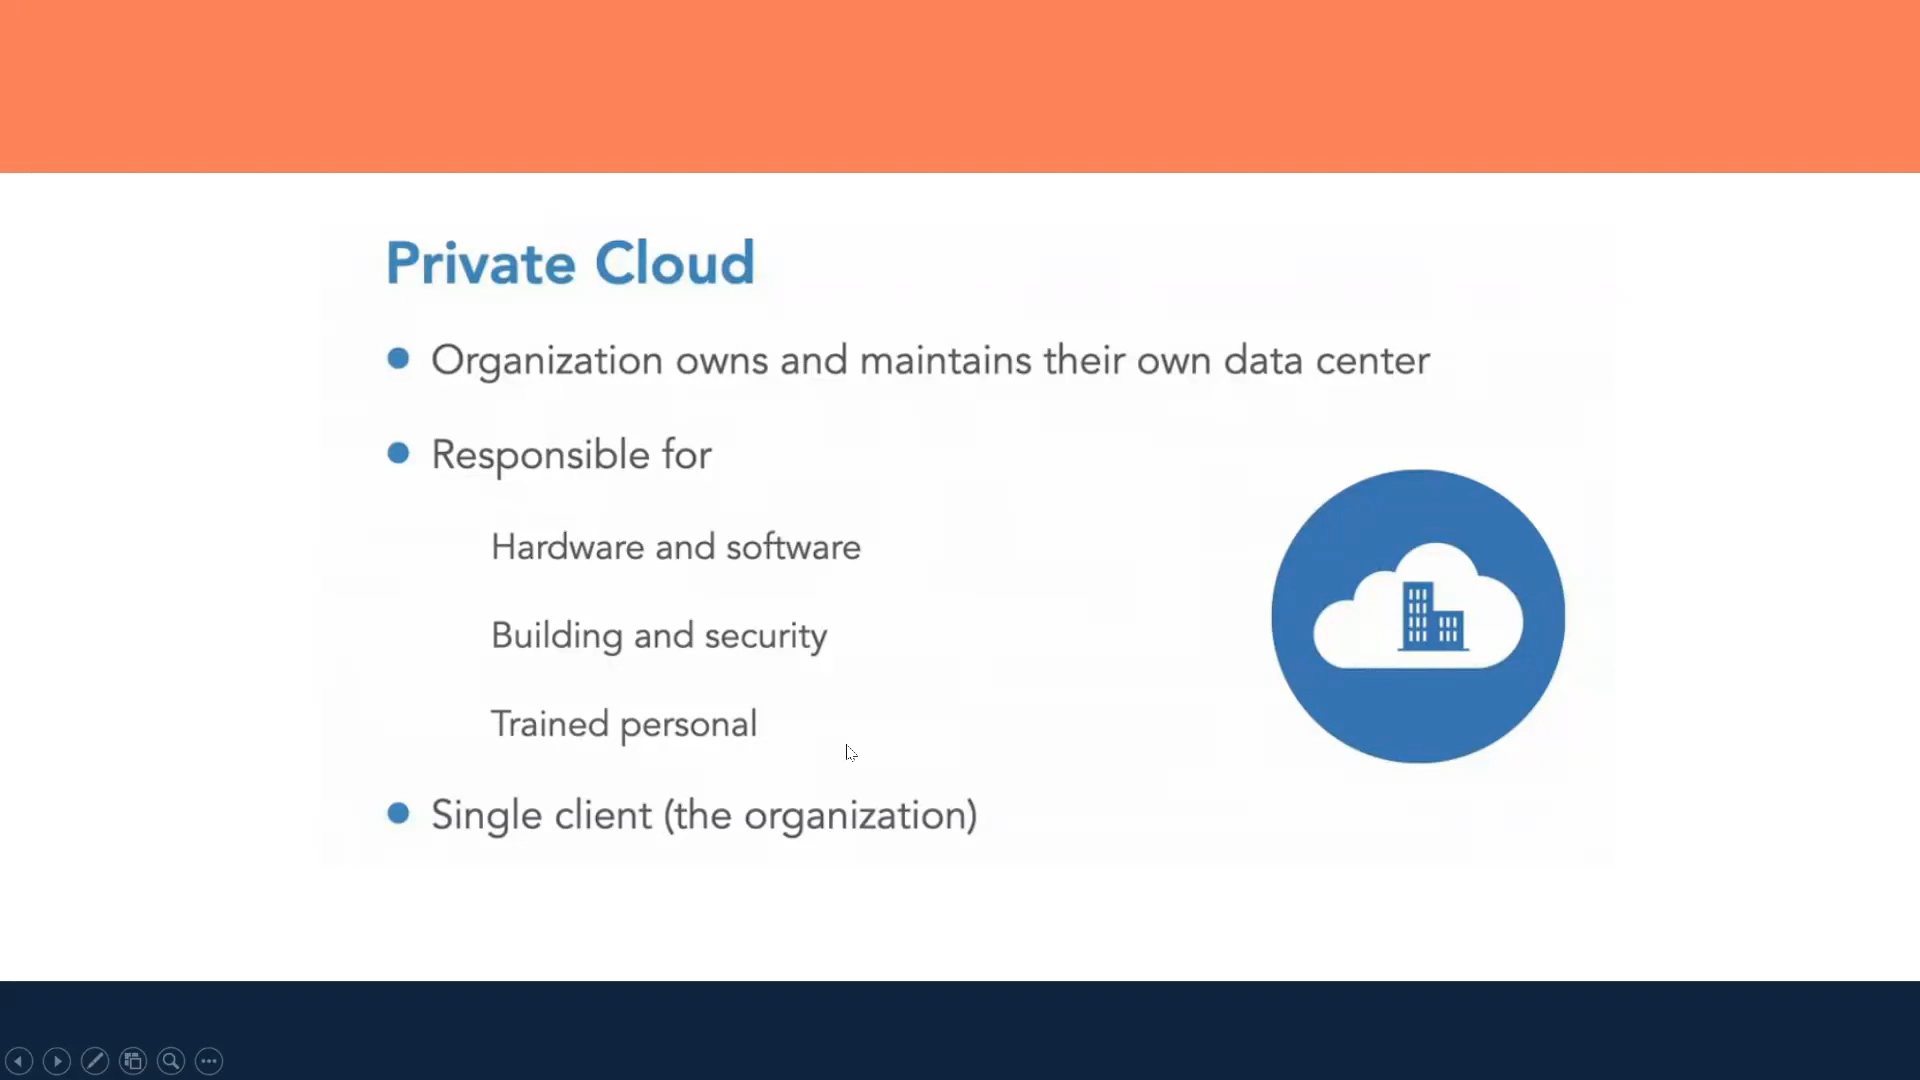 Private Cloud
Organization owns and maintains their own data center
Responsible for
Hardware and software
Building and security
Trained personal
Single client (the organization)